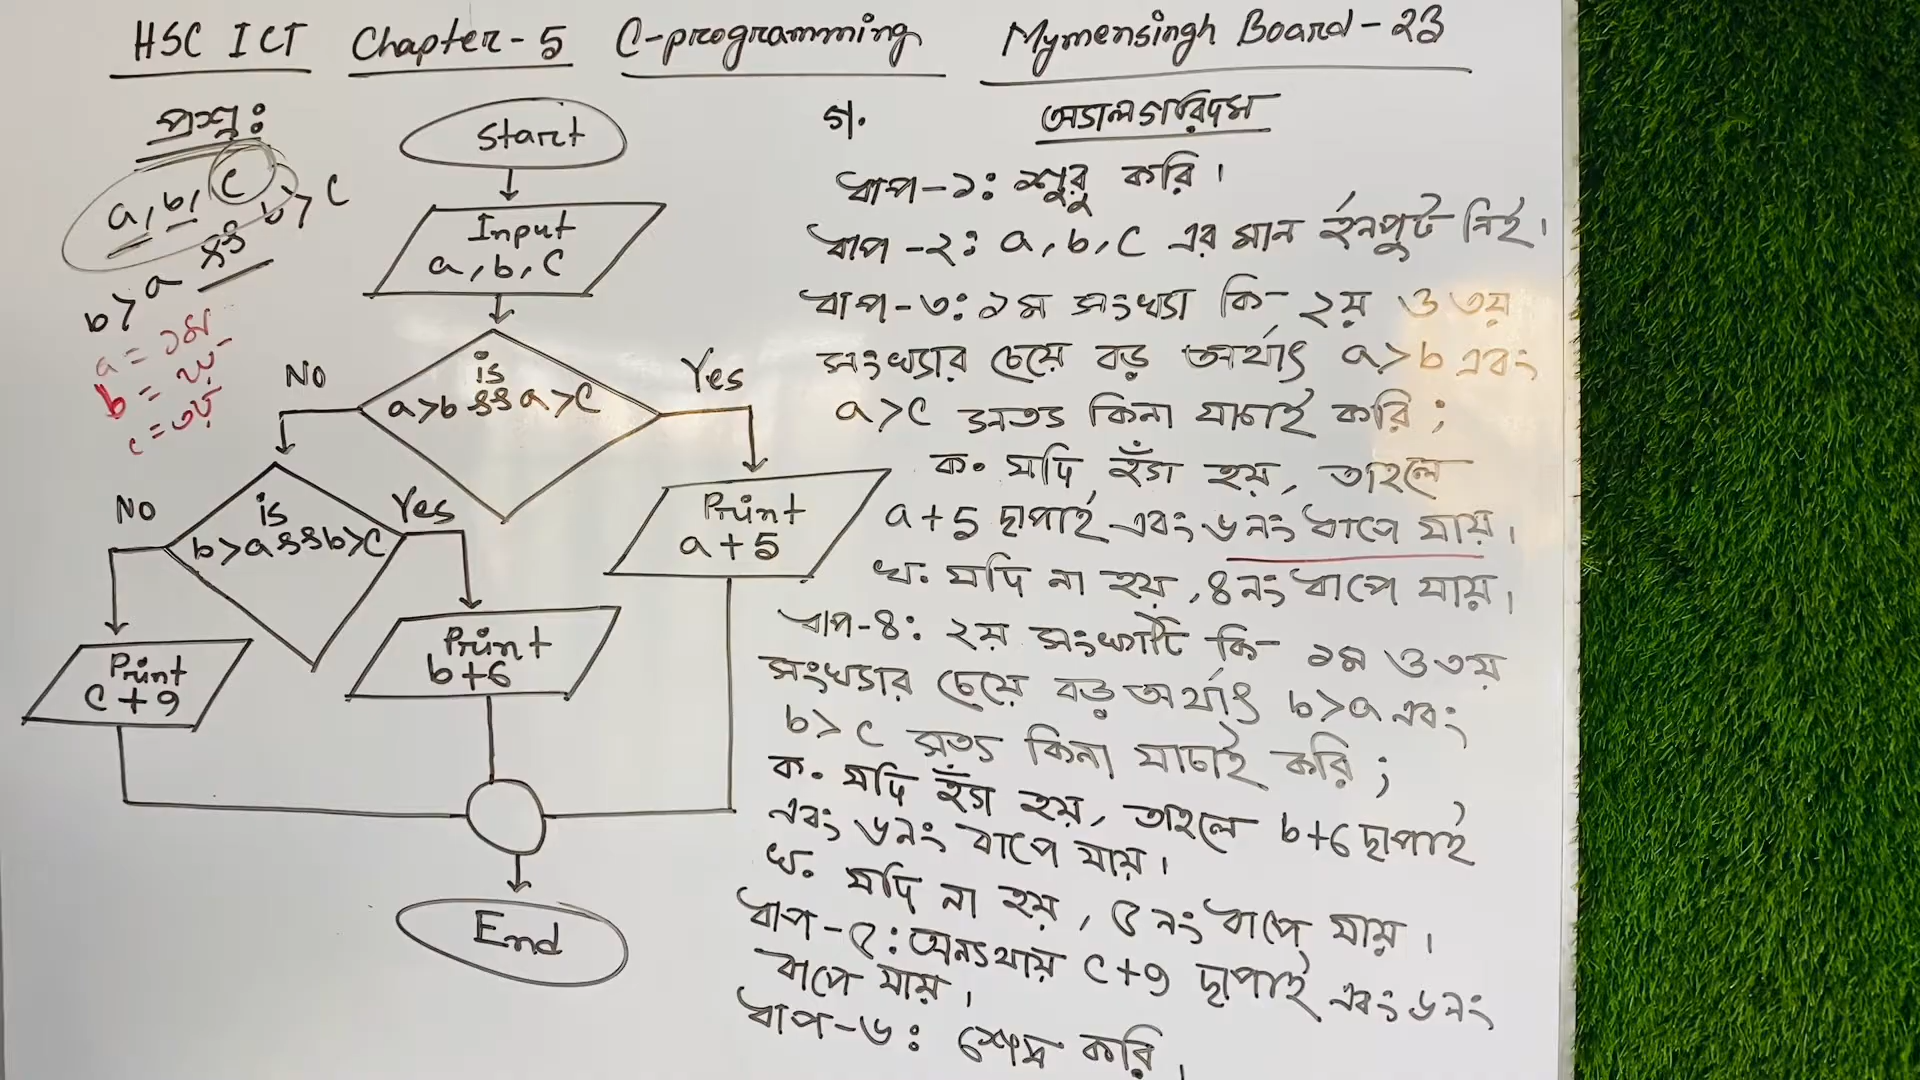 HSC ICT Chapter-5 C-programming Mymensingh Board-23
প্রশ্ন:
a, b, c
b > a && b > c
a = ১ম
b = ২য়
c = ৩য়
Start
Input
a, b, c
is
a>b && a>c
No
Yes
is
b>a && b>c
No
Yes
Print
a+5
Print
b+6
Print
c+9
End
গ. অ্যালগরিদম
ধাপ-১: শুরু করি।
ধাপ-২: a, b, c এর মান ইনপুট নিই।
ধাপ-৩: ১ম সংখ্যা কি ২য় ও ৩য়
সংখ্যার চেয়ে বড় অর্থাৎ a>b এবং
a>c সত্য কিনা যাচাই করি;
ক. যদি হ্যাঁ হয়, তাহলে
a+5 ছাপাই এবং ৬নং ধাপে যায়।
খ. যদি না হয়, ৪নং ধাপে যায়।
ধাপ-৪: ২য় সংখ্যাটি কি ১ম ও ৩য়
সংখ্যার চেয়ে বড় অর্থাৎ b>a এবং
b>c সত্য কিনা যাচাই করি;
ক. যদি হ্যাঁ হয়, তাহলে b+6 ছাপাই
এবং ৬নং ধাপে যায়।
খ. যদি না হয়, ৫নং ধাপে যায়।
ধাপ-৫: অন্যথায় c+9 ছাপাই এবং ৬নং
ধাপে যায়।
ধাপ-৬: শেষ করি।